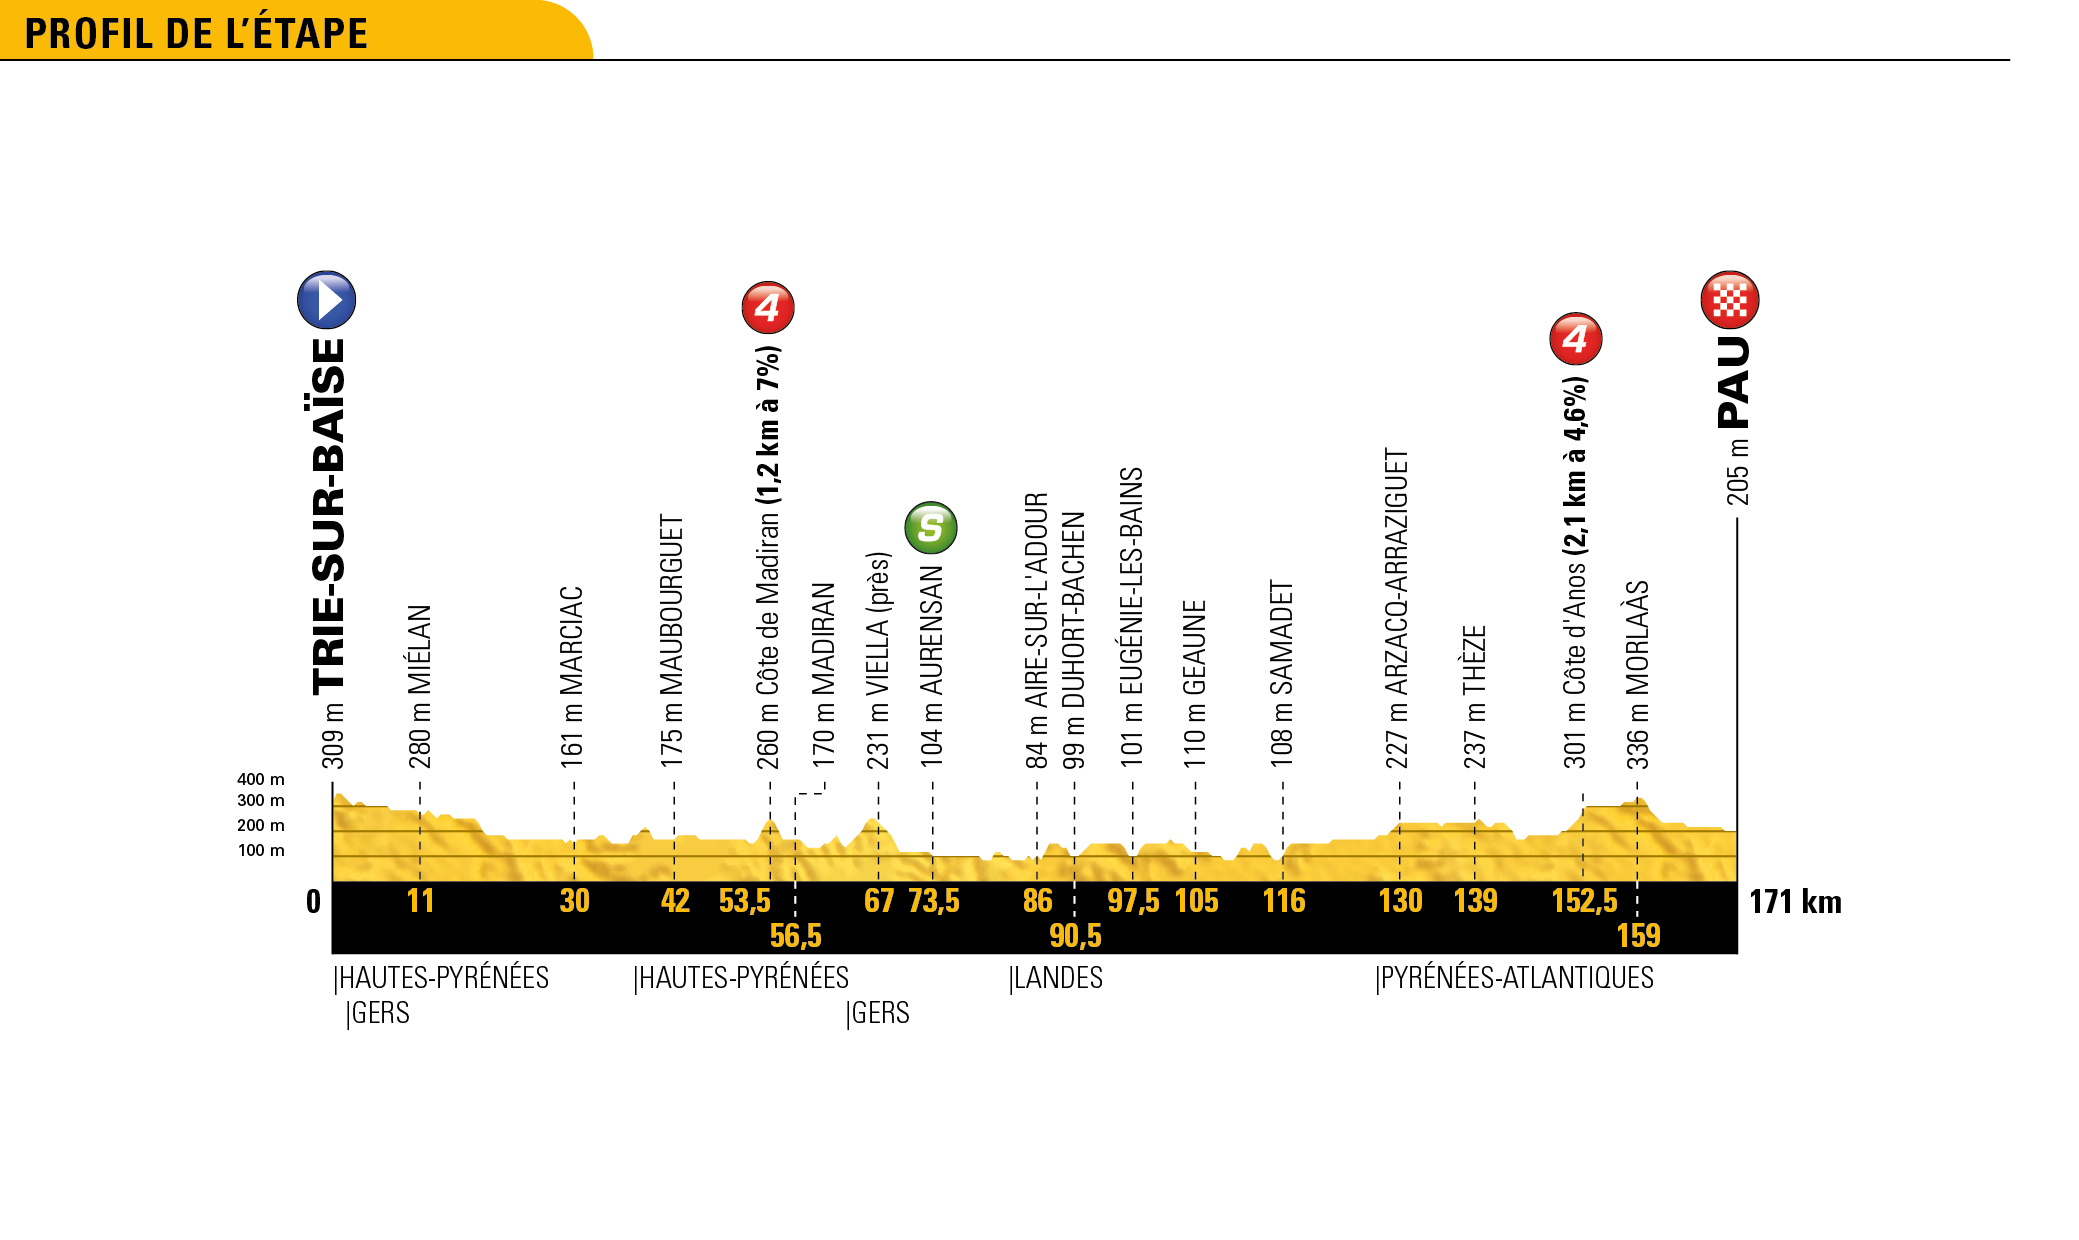 PROFIL DE L’ÉTAPE
309 m TRIE-SUR-BAÏSE
280 m MIÉLAN
161 m MARCIAC
175 m MAUBOURGUET
4
260 m Côte de Madiran (1,2 km à 7%)
170 m MADIRAN
231 m VIELLA (près)
S
104 m AURENSAN
84 m AIRE-SUR-L'ADOUR
99 m DUHORT-BACHEN
101 m EUGÉNIE-LES-BAINS
110 m GEAUNE
108 m SAMADET
227 m ARZACQ-ARRAZIGUET
237 m THÈZE
4
301 m Côte d'Anos (2,1 km à 4,6%)
336 m MORLAÀS
205 m PAU
400 m
300 m
200 m
100 m
0 11 30 42 53,5 67 73,5 86 97,5 105 116 130 139 152,5 171 km
56,5 90,5 159
|HAUTES-PYRÉNÉES |HAUTES-PYRÉNÉES |LANDES |PYRÉNÉES-ATLANTIQUES
|GERS |GERS